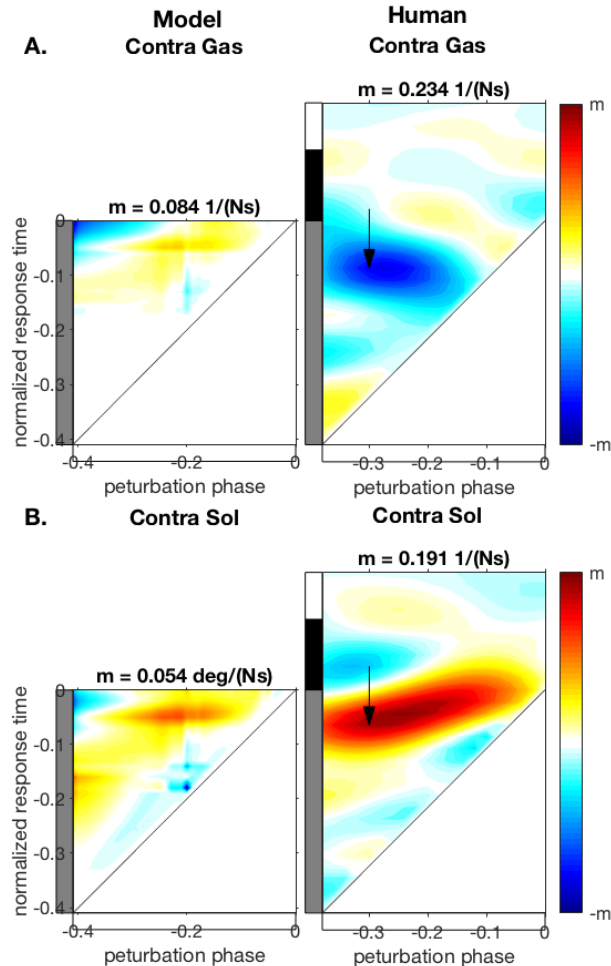 Model
Human
A.
Contra Gas
Contra Gas
m = 0.084 1/(Ns)
m = 0.234 1/(Ns)
m
-m
normalized response time
0
-0.1
-0.2
-0.3
-0.4
-0.4
-0.2
0
-0.3
-0.2
-0.1
0
peturbation phase
peturbation phase
B.
Contra Sol
Contra Sol
m = 0.054 deg/(Ns)
m = 0.191 1/(Ns)
m
-m
normalized response time
0
-0.1
-0.2
-0.3
-0.4
-0.4
-0.2
0
-0.3
-0.2
-0.1
0
peturbation phase
peturbation phase